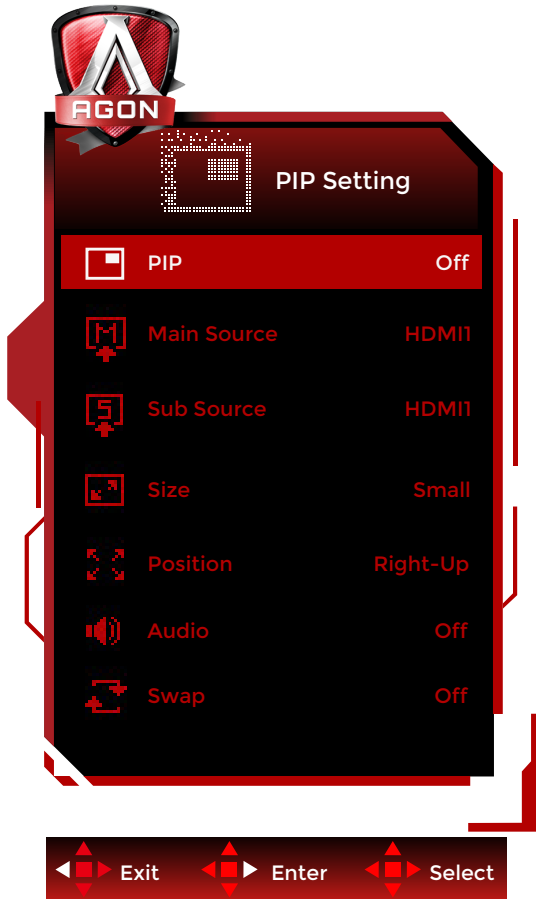 AGON
PIP Setting
PIP Off
Main Source HDMI1
Sub Source HDMI1
Size Small
Position Right-Up
Audio Off
Swap Off
Exit Enter Select